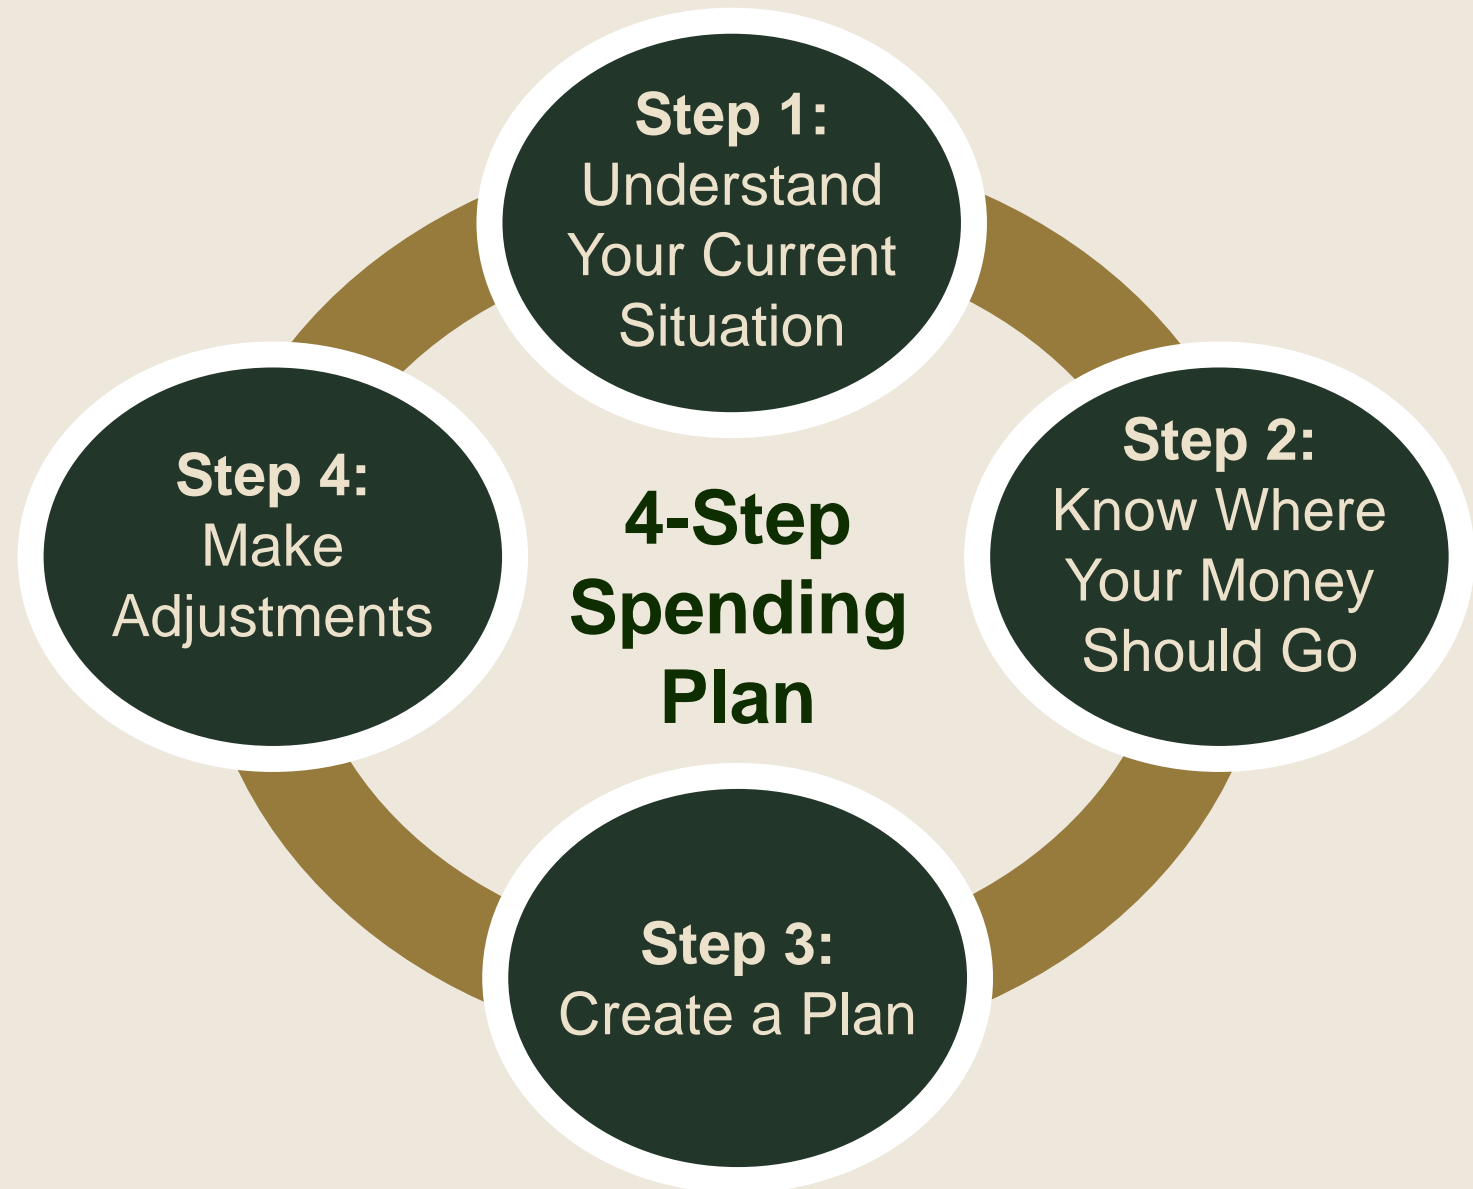 Step 1:
Understand
Your Current
Situation
Step 2:
Know Where
Your Money
Should Go
Step 3:
Create a Plan
Step 4:
Make
Adjustments
4-Step
Spending
Plan